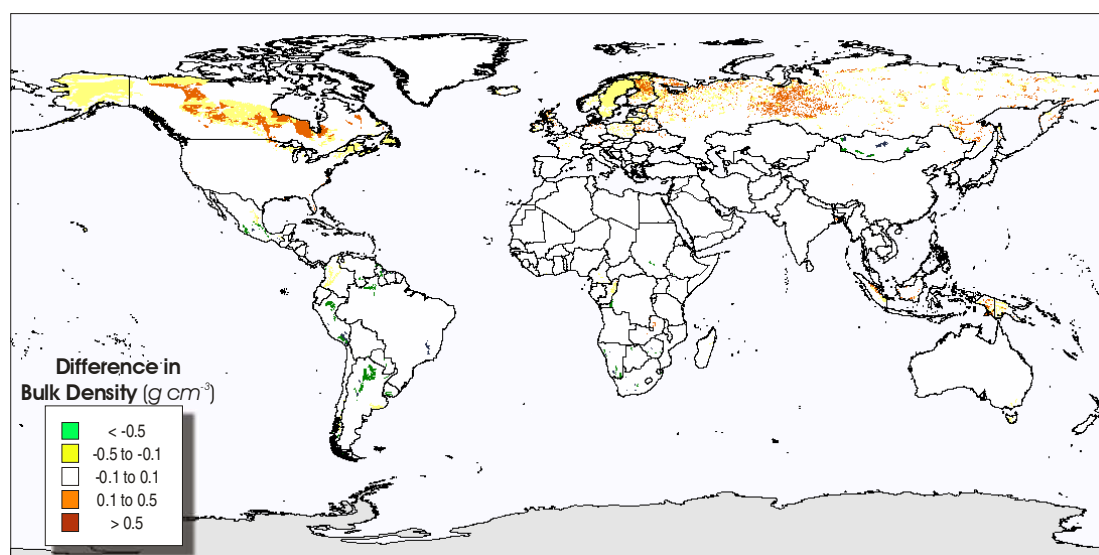 Difference in
Bulk Density (g cm-3)
< -0.5
-0.5 to -0.1
-0.1 to 0.1
0.1 to 0.5
> 0.5